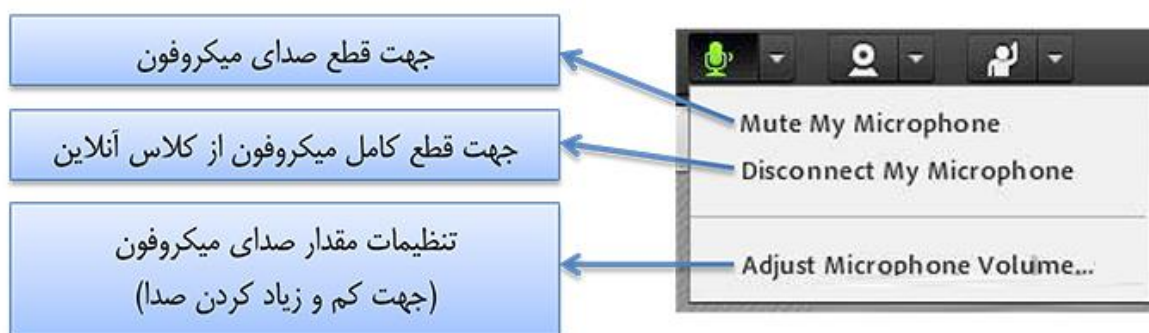 جهت قطع صدای میکروفون
Mute My Microphone
جهت قطع کامل میکروفون از کلاس آنلاین
Disconnect My Microphone
تنظیمات مقدار صدای میکروفون
(جهت کم و زیاد کردن صدا)
Adjust Microphone Volume...